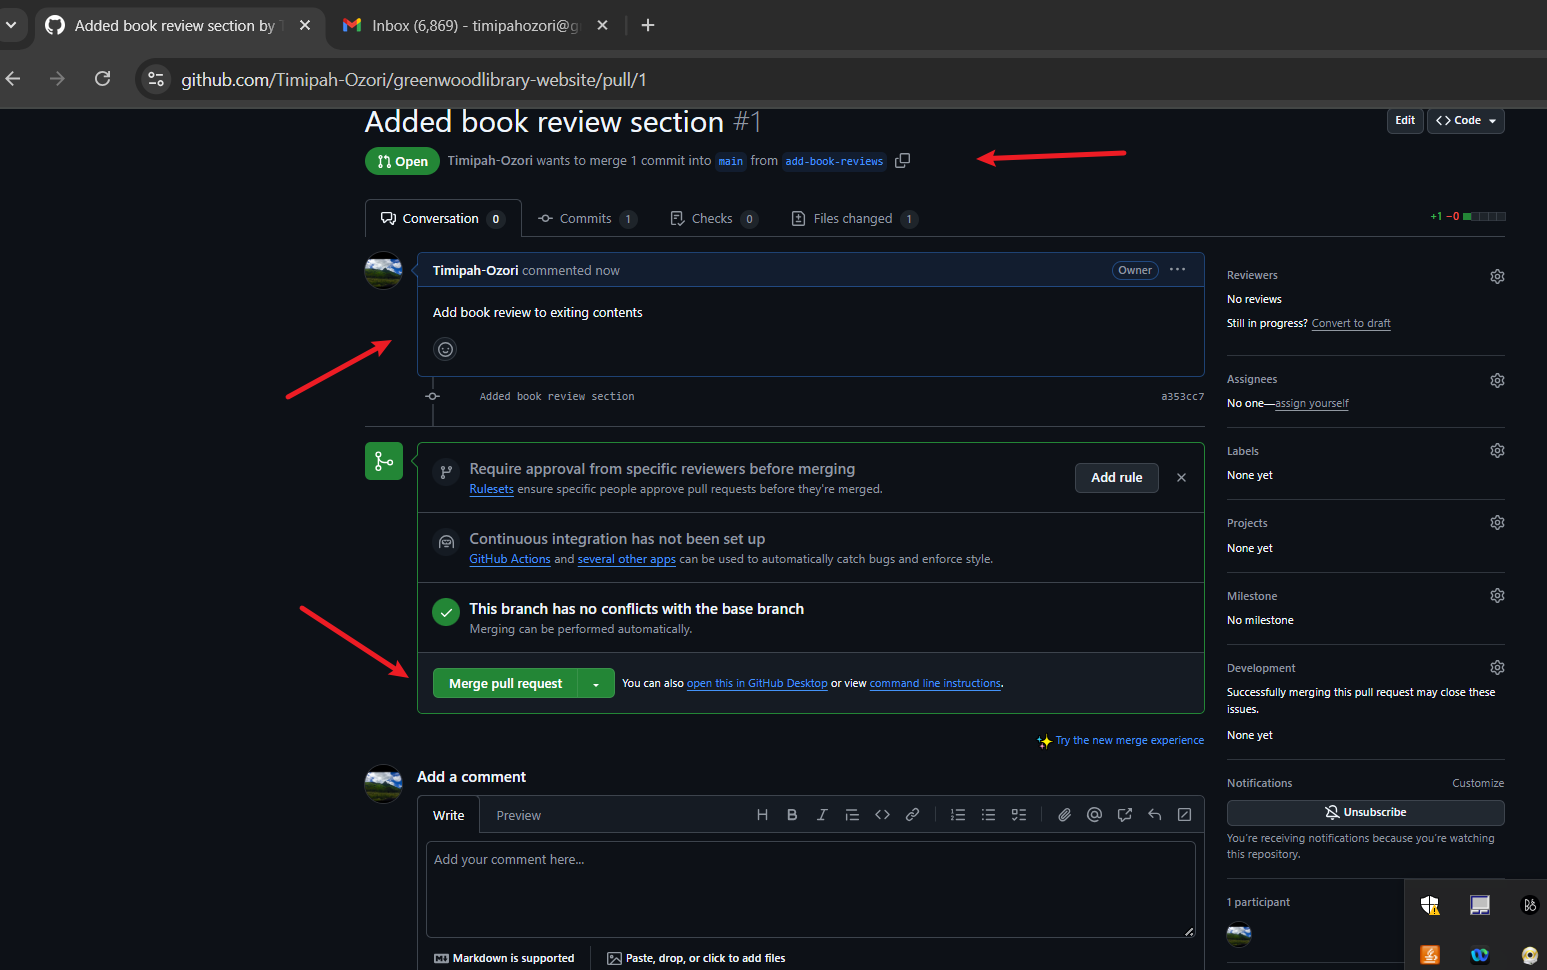 Added book review section by T
Inbox (6,869) - timipahozori@g
github.com/Timipah-Ozori/greenwoodlibrary-website/pull/1
Added book review section #1
Edit
<> Code
Open
Timipah-Ozori wants to merge 1 commit into main from add-book-reviews
Conversation 0
Commits 1
Checks 0
Files changed 1
+1 −0
Timipah-Ozori commented now
Owner
Add book review to exiting contents
Added book review section
a353cc7
Require approval from specific reviewers before merging
Rulesets ensure specific people approve pull requests before they're merged.
Add rule
Continuous integration has not been set up
GitHub Actions and several other apps can be used to automatically catch bugs and enforce style.
This branch has no conflicts with the base branch
Merging can be performed automatically.
Merge pull request
You can also open this in GitHub Desktop or view command line instructions.
Try the new merge experience
Add a comment
Write
Preview
Add your comment here...
Markdown is supported
Paste, drop, or click to add files
Reviewers
No reviews
Still in progress? Convert to draft
Assignees
No one—assign yourself
Labels
None yet
Projects
None yet
Milestone
No milestone
Development
Successfully merging this pull request may close these
issues.
None yet
Notifications
Customize
Unsubscribe
You're receiving notifications because you're watching
this repository.
1 participant